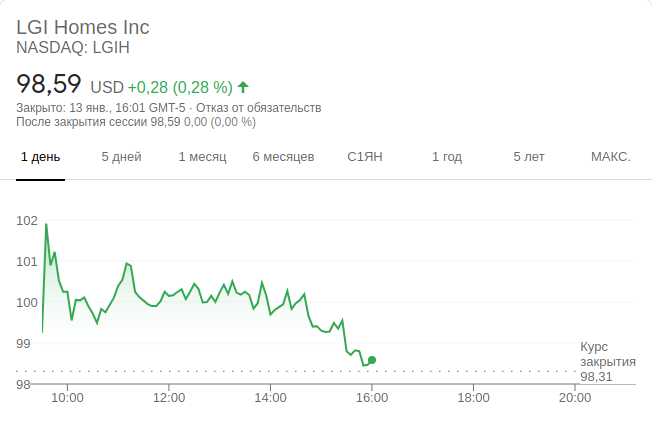 LGI Homes Inc
NASDAQ: LGIH
98,59 USD +0,28 (0,28 %)
Закрыто: 13 янв., 16:01 GMT-5 · Отказ от обязательств
После закрытия сессии 98,59 0,00 (0,00 %)
1 день 5 дней 1 месяц 6 месяцев С1ЯН 1 год 5 лет МАКС.
102
101
100
99
98
Курс
закрытия
98,31
10:00 12:00 14:00 16:00 18:00 20:00